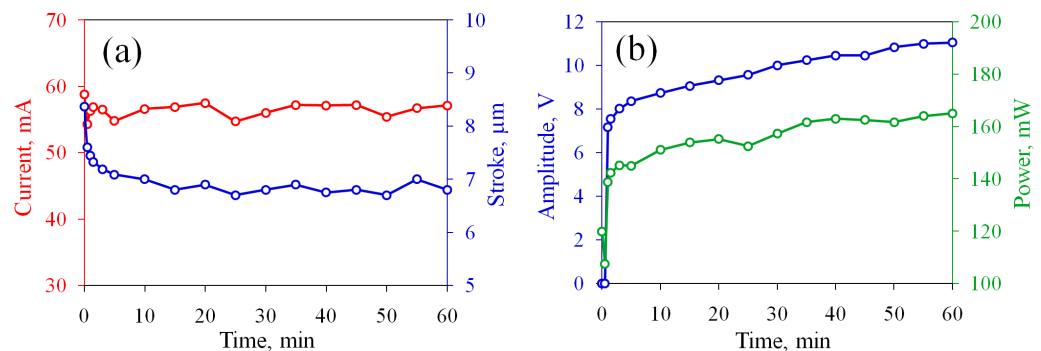 (a)
70
60
50
40
30
Current, mA
10
9
8
7
6
5
Stroke, μm
0 10 20 30 40 50 60
Time, min
(b)
12
10
8
6
4
2
0
Amplitude, V
200
180
160
140
120
100
Power, mW
0 10 20 30 40 50 60
Time, min